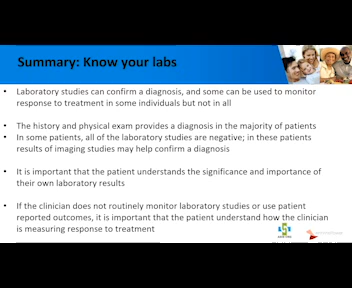 Summary: Know your labs
• Laboratory studies can confirm a diagnosis, and some can be used to monitor
response to treatment in some individuals but not in all
• The history and physical exam provides a diagnosis in the majority of patients
• In some patients, all of the laboratory studies are negative; in these patients
results of imaging studies may help confirm a diagnosis
• It is important that the patient understands the significance and importance of
their own laboratory results
• If the clinician does not routinely monitor laboratory studies or use patient
reported outcomes, it is important that the patient understand how the clinician
is measuring response to treatment